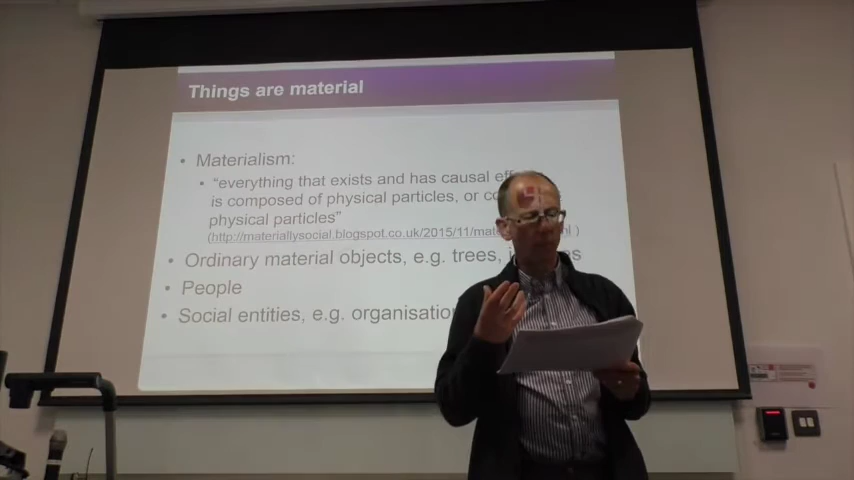 Things are material
• Materialism:
• "everything that exists and has causal
is composed of physical particles, or
physical particles"
(http://materiallysocial.blogspot.co.uk/2015/11/ )
• Ordinary material objects, e.g. trees,
• People
• Social entities, e.g.